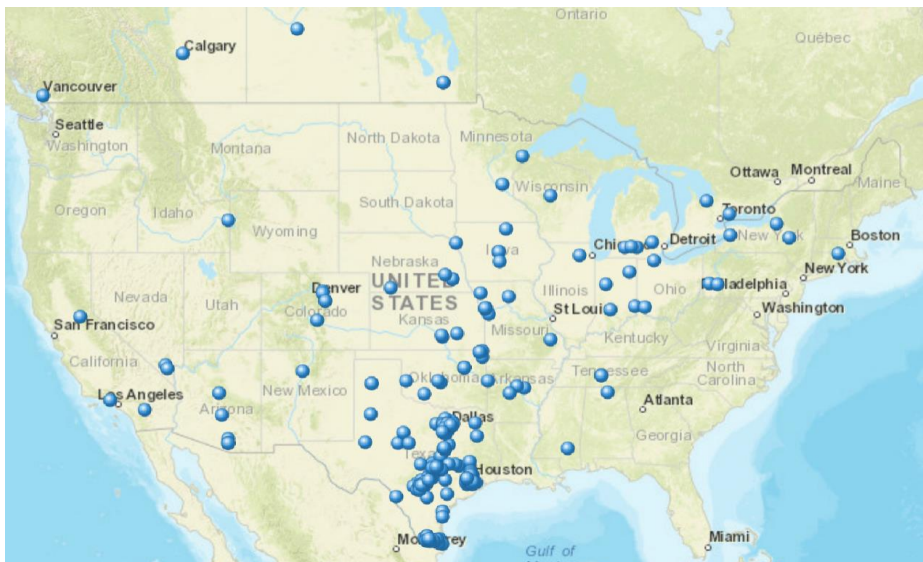 Ontario
Québec
Calgary
Vancouver
Seattle
Washington
Montana
North Dakota
Minnesota
Ottawa
Montreal
Maine
Oregon
Idaho
Wyoming
South Dakota
Wisconsin
Toronto
New York
Boston
Detroit
Iowa
Nebraska
Nevada
Utah
Denver
Colorado
UNITED
STATES
Kansas
Illinois
Ohio
Philadelphia
New York
Washington
San Francisco
California
Missouri
Kentucky
Virginia
Los Angeles
Arizona
New Mexico
Oklahoma
Arkansas
Tennessee
North
Carolina
Atlanta
Georgia
Dallas
Houston
Miami
Gulf of